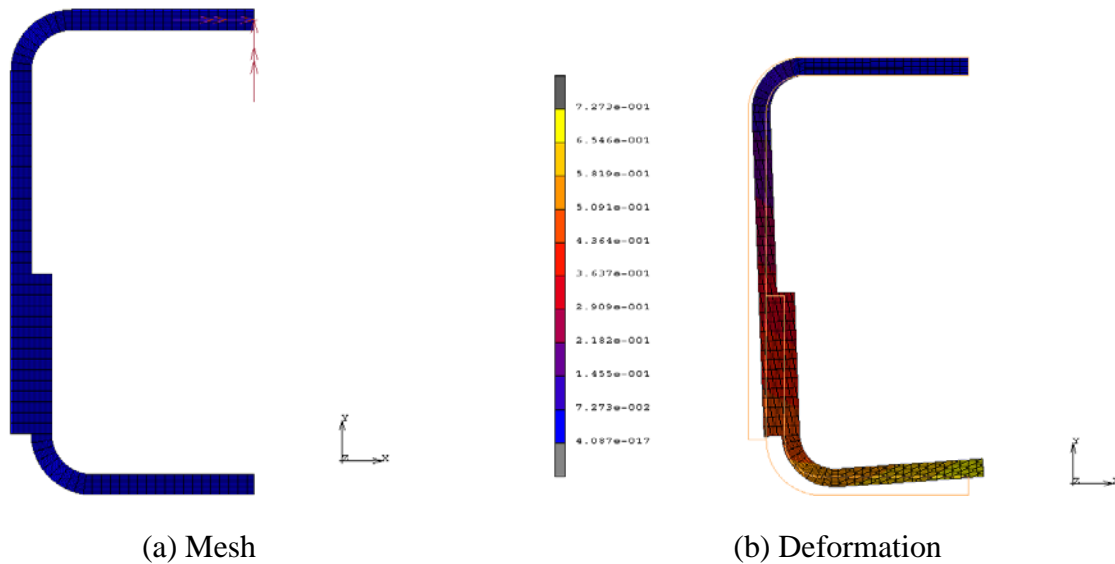 7.273e-001
6.546e-001
5.819e-001
5.091e-001
4.364e-001
3.637e-001
2.909e-001
2.182e-001
1.455e-001
7.273e-002
4.087e-017
Y
Z
X
Y
Z
X
(a) Mesh
(b) Deformation